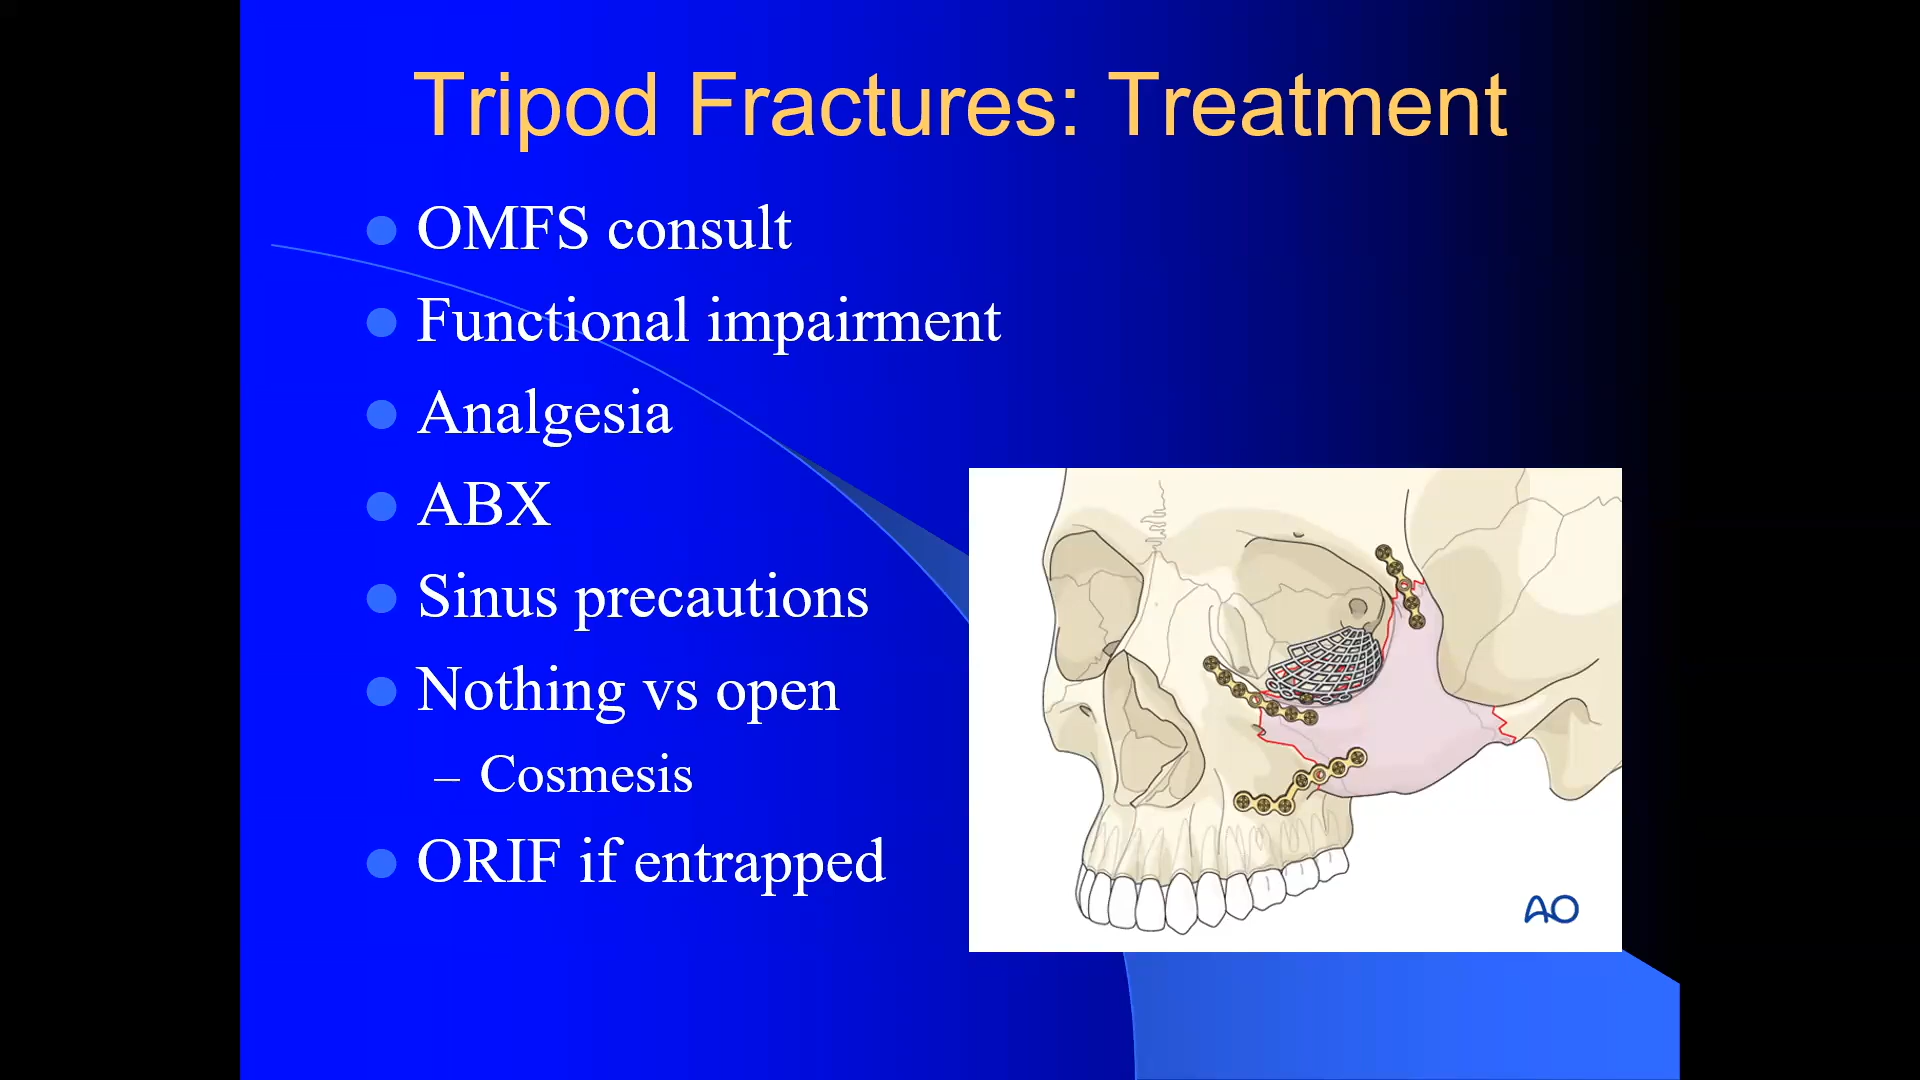 Tripod Fractures: Treatment
OMFS consult
Functional impairment
Analgesia
ABX
Sinus precautions
Nothing vs open
– Cosmesis
ORIF if entrapped
AO